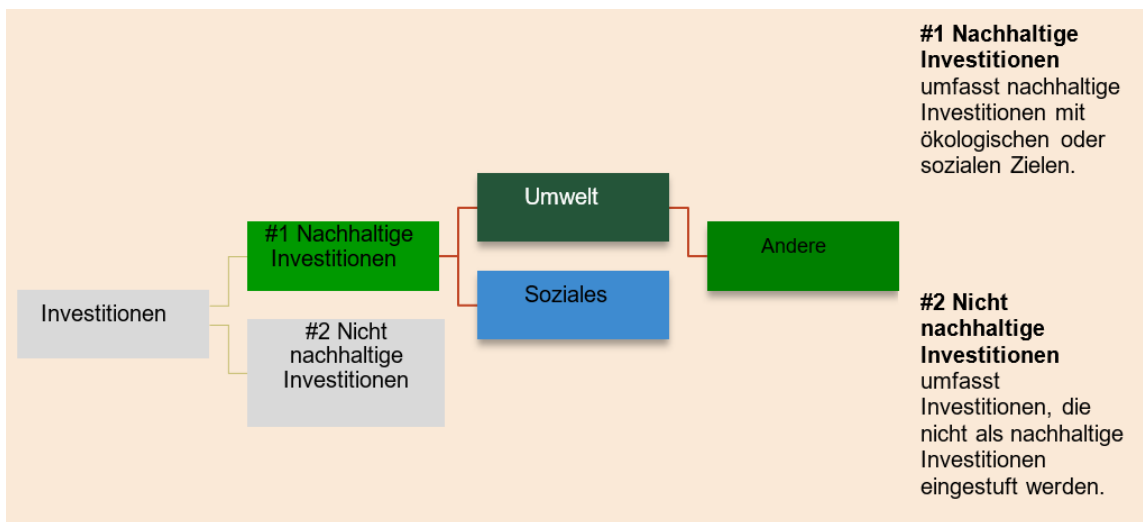 Investitionen
#1 Nachhaltige
Investitionen
#2 Nicht
nachhaltige
Investitionen
Umwelt
Soziales
Andere
#1 Nachhaltige
Investitionen
umfasst nachhaltige
Investitionen mit
ökologischen oder
sozialen Zielen.
#2 Nicht
nachhaltige
Investitionen
umfasst
Investitionen, die
nicht als nachhaltige
Investitionen
eingestuft werden.